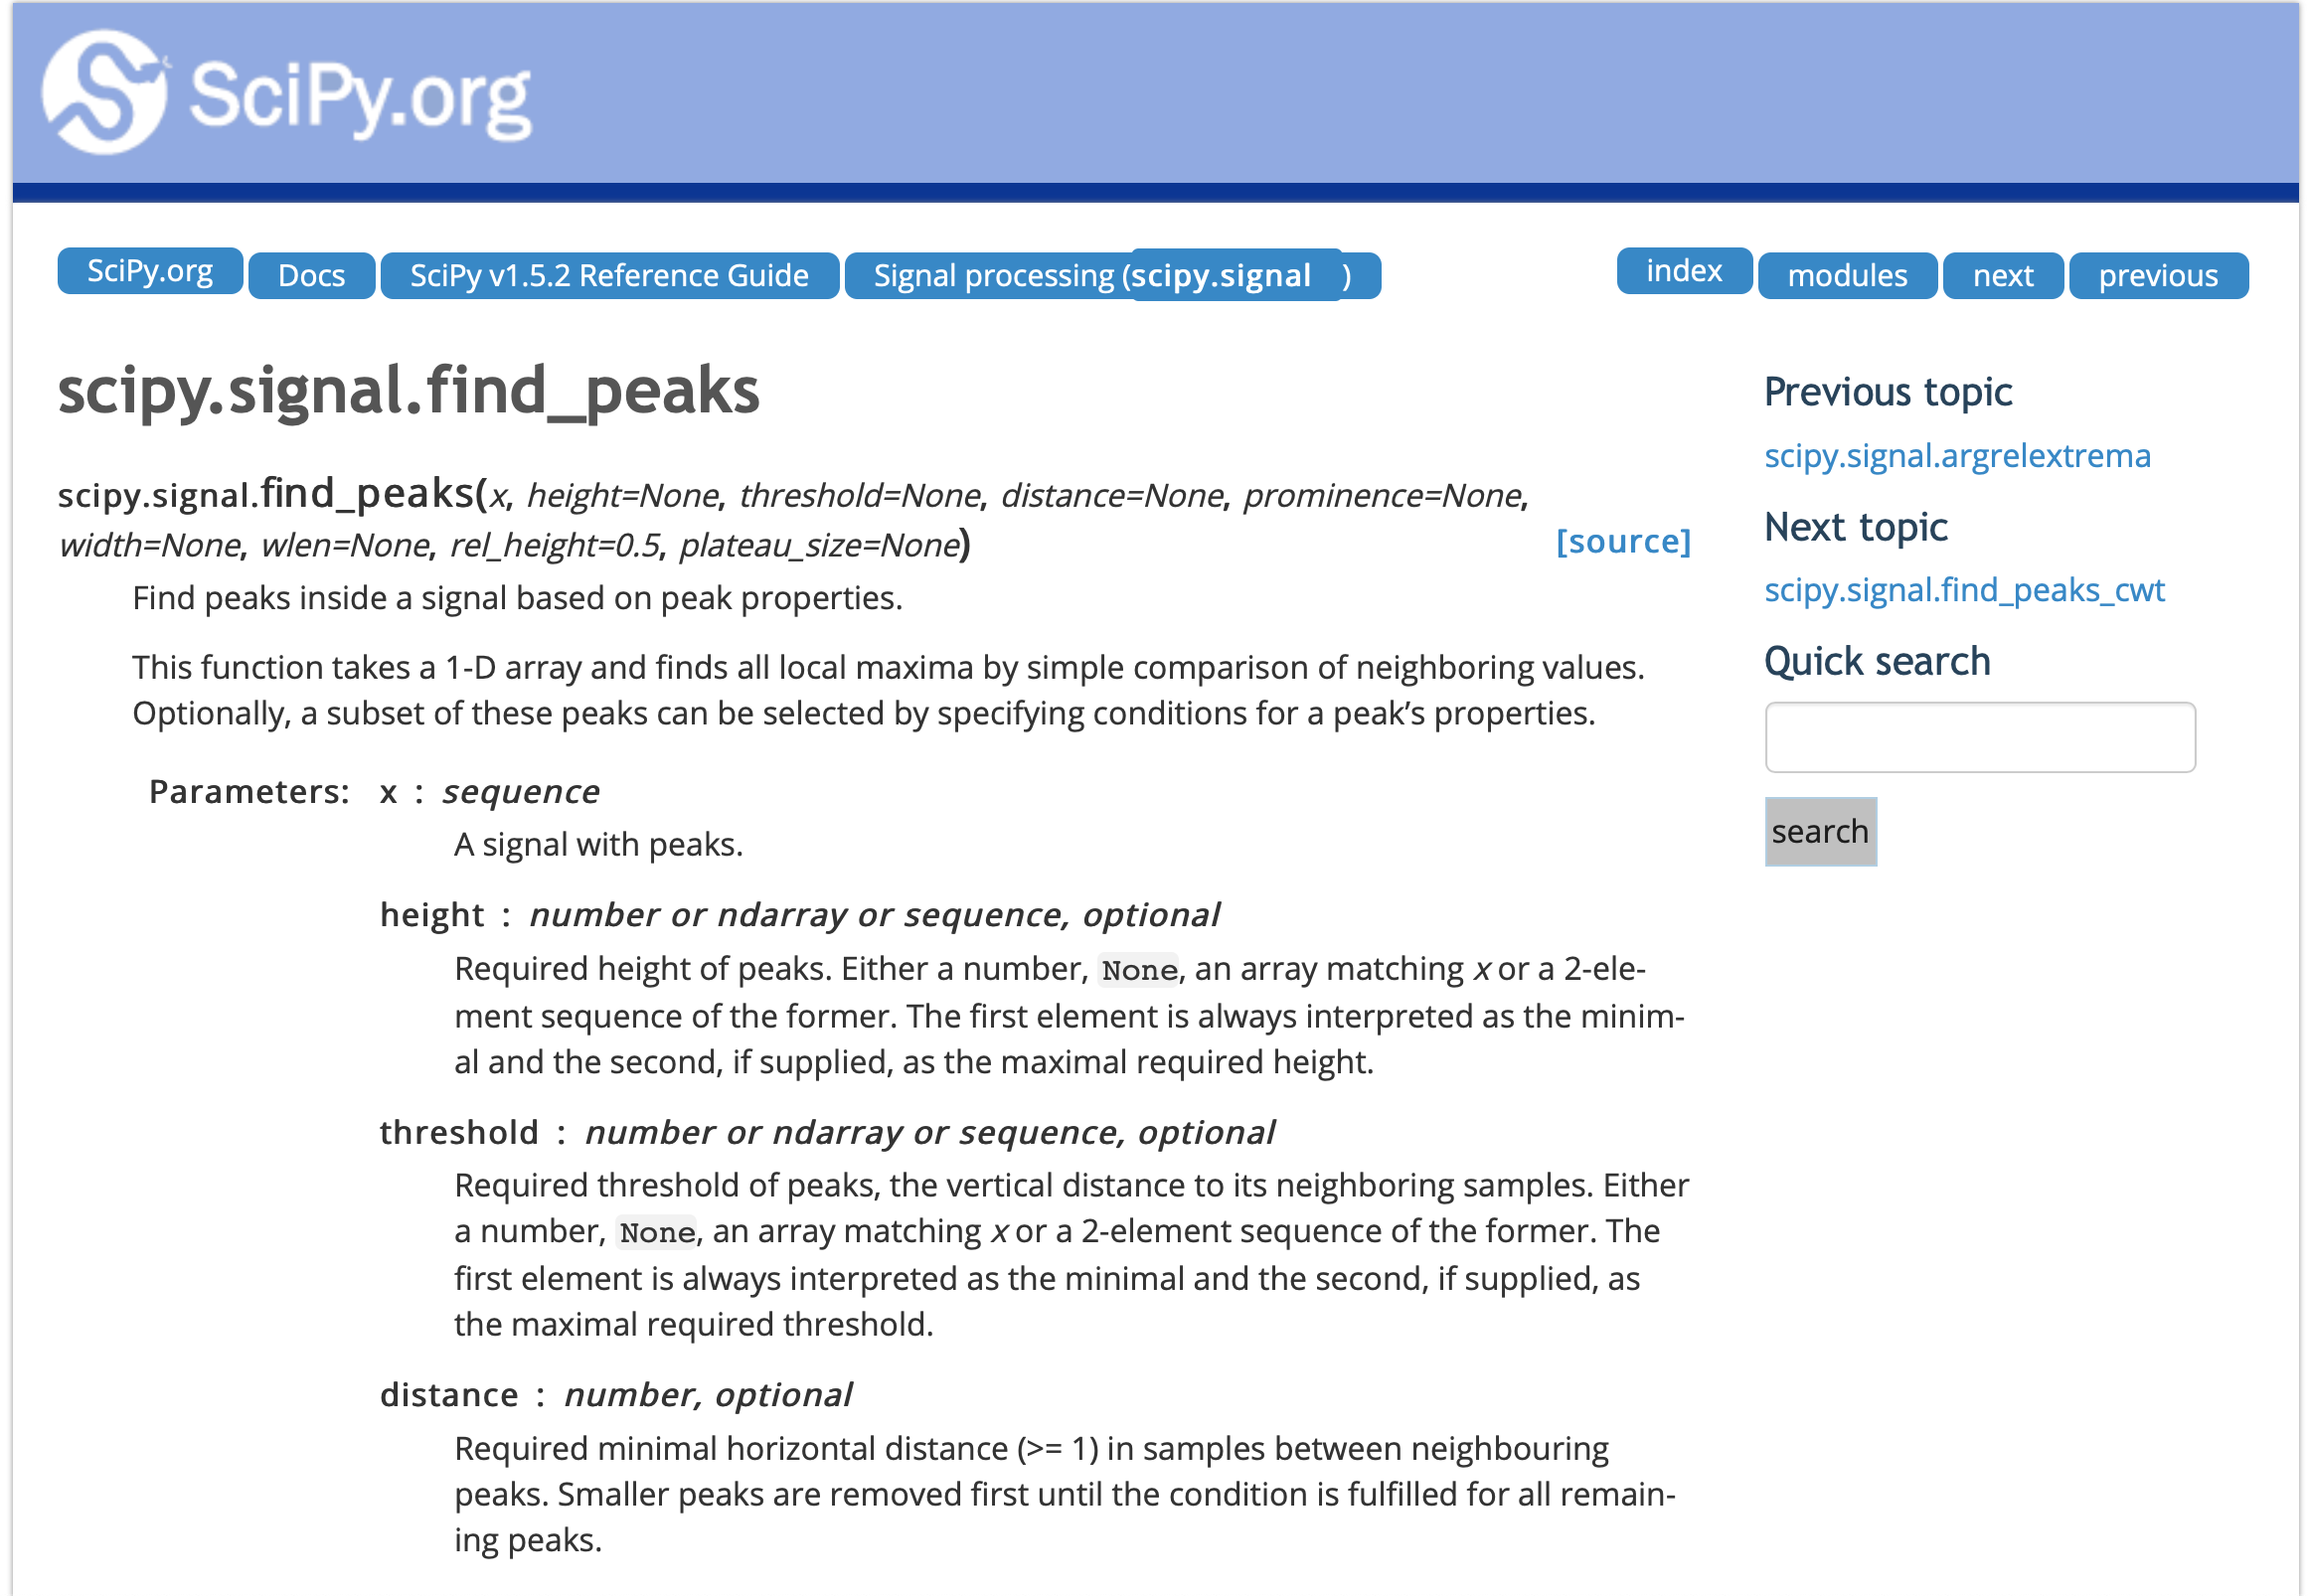 SciPy.org
SciPy.org Docs SciPy v1.5.2 Reference Guide Signal processing (scipy.signal ) index modules next previous
scipy.signal.find_peaks
scipy.signal.find_peaks(x, height=None, threshold=None, distance=None, prominence=None,
width=None, wlen=None, rel_height=0.5, plateau_size=None) [source]
Find peaks inside a signal based on peak properties.
This function takes a 1-D array and finds all local maxima by simple comparison of neighboring values.
Optionally, a subset of these peaks can be selected by specifying conditions for a peak’s properties.
Parameters: x : sequence
A signal with peaks.
height : number or ndarray or sequence, optional
Required height of peaks. Either a number, None, an array matching x or a 2-ele-
ment sequence of the former. The first element is always interpreted as the minim-
al and the second, if supplied, as the maximal required height.
threshold : number or ndarray or sequence, optional
Required threshold of peaks, the vertical distance to its neighboring samples. Either
a number, None, an array matching x or a 2-element sequence of the former. The
first element is always interpreted as the minimal and the second, if supplied, as
the maximal required threshold.
distance : number, optional
Required minimal horizontal distance (>= 1) in samples between neighbouring
peaks. Smaller peaks are removed first until the condition is fulfilled for all remain-
ing peaks.
Previous topic
scipy.signal.argrelextrema
Next topic
scipy.signal.find_peaks_cwt
Quick search
search